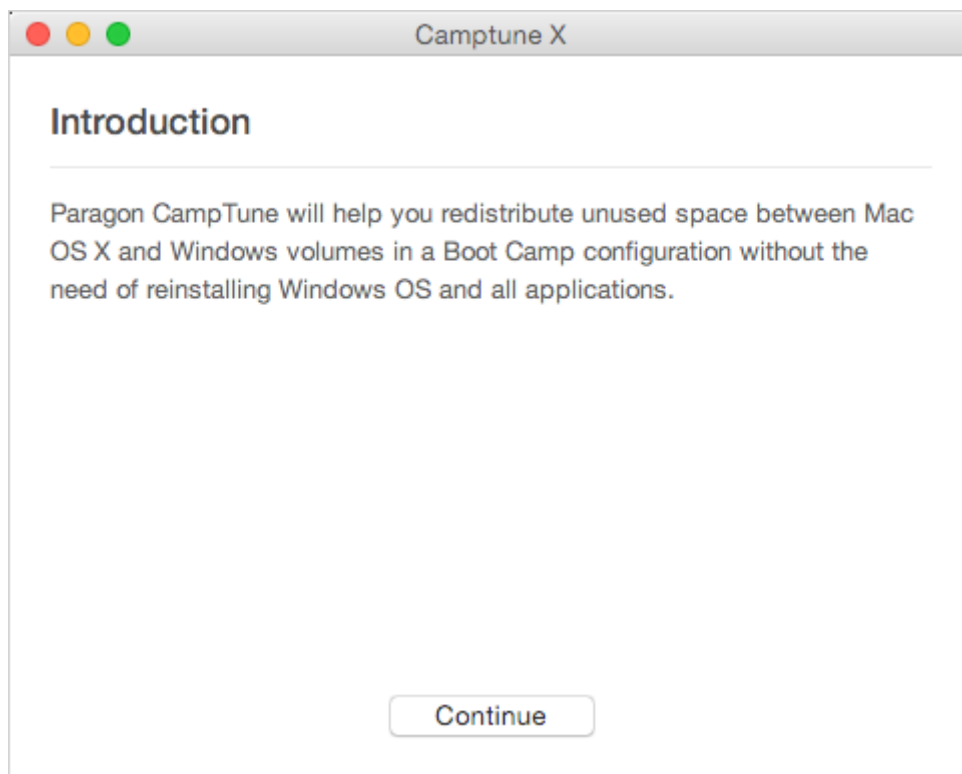 Camptune X
Introduction
Paragon CampTune will help you redistribute unused space between Mac
OS X and Windows volumes in a Boot Camp configuration without the
need of reinstalling Windows OS and all applications.
Continue